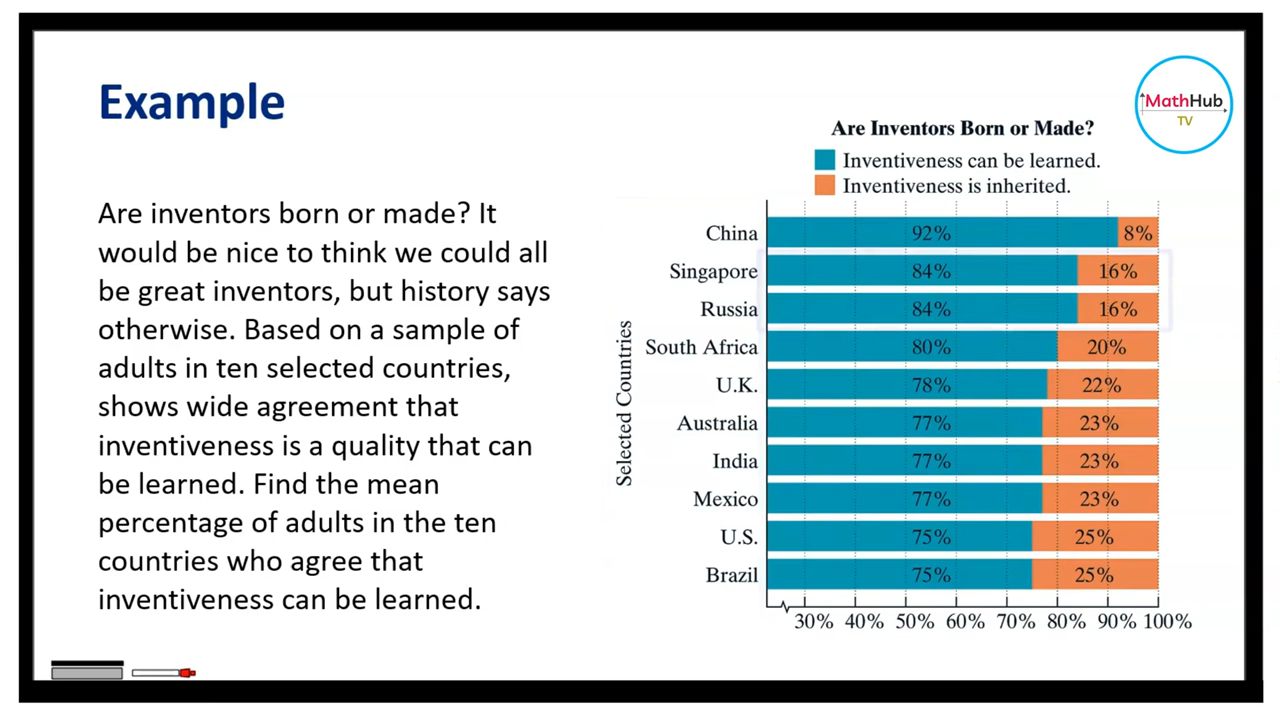 Example
MathHub
TV
Are inventors born or made? It
would be nice to think we could all
be great inventors, but history says
otherwise. Based on a sample of
adults in ten selected countries,
shows wide agreement that
inventiveness is a quality that can
be learned. Find the mean
percentage of adults in the ten
countries who agree that
inventiveness can be learned.
Are Inventors Born or Made?
Inventiveness can be learned.
Inventiveness is inherited.
Selected Countries
China 92% 8%
Singapore 84% 16%
Russia 84% 16%
South Africa 80% 20%
U.K. 78% 22%
Australia 77% 23%
India 77% 23%
Mexico 77% 23%
U.S. 75% 25%
Brazil 75% 25%
30% 40% 50% 60% 70% 80% 90% 100%